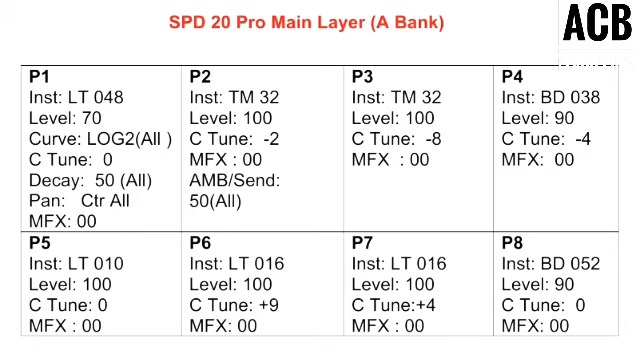 SPD 20 Pro Main Layer (A Bank)
ACB
P1
Inst: LT 048
Level: 70
Curve: LOG2(All )
C Tune: 0
Decay: 50 (All)
Pan: Ctr All
MFX: 00
P2
Inst: TM 32
Level: 100
C Tune: -2
MFX : 00
AMB/Send:
50(All)
P3
Inst: TM 32
Level: 100
C Tune: -8
MFX : 00
P4
Inst: BD 038
Level: 90
C Tune: -4
MFX: 00
P5
Inst: LT 010
Level: 100
C Tune: 0
MFX : 00
P6
Inst: LT 016
Level: 100
C Tune: +9
MFX: 00
P7
Inst: LT 016
Level: 100
C Tune:+4
MFX : 00
P8
Inst: BD 052
Level: 90
C Tune: 0
MFX: 00